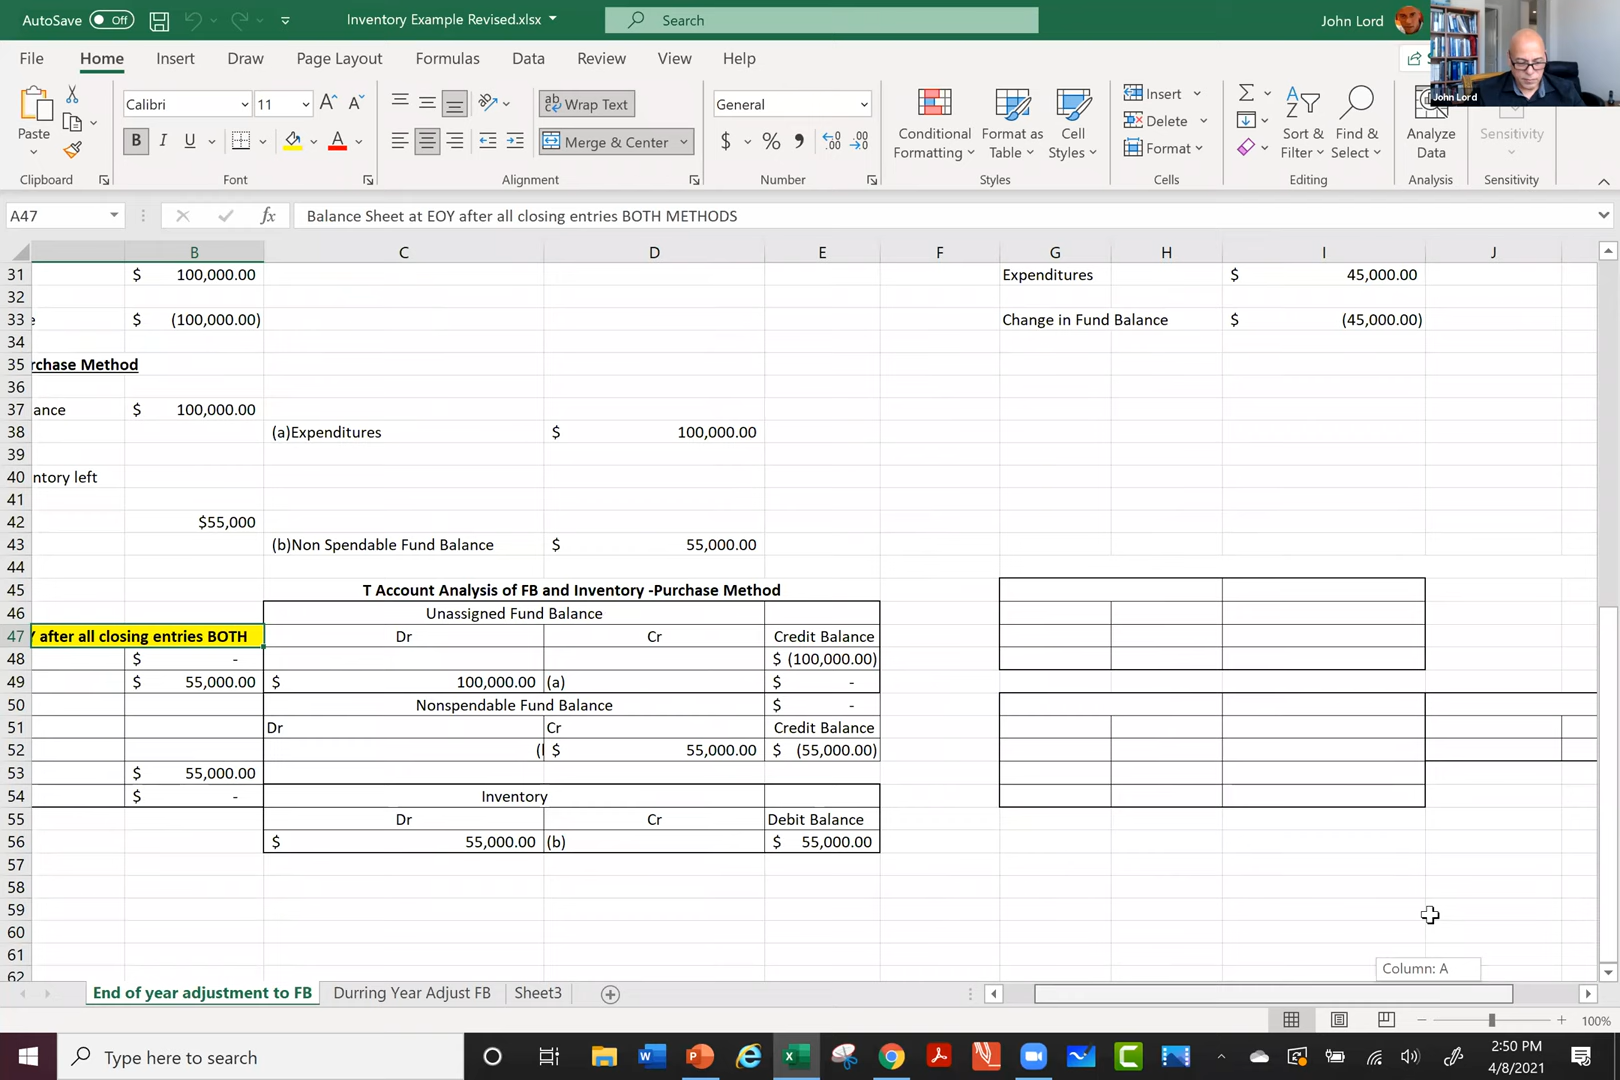 AutoSave Off Inventory Example Revised.xlsx Search John Lord
File Home Insert Draw Page Layout Formulas Data Review View Help
John Lord
Calibri 11 A^ A˅ ab Wrap Text General Insert Σ
Paste B I U A Merge & Center $ % , Conditional Formatting Format as Table Cell Styles Delete Sort & Filter Find & Select Analyze Data Sensitivity
Format
Clipboard Font Alignment Number Styles Cells Editing Analysis Sensitivity
A47 fx Balance Sheet at EOY after all closing entries BOTH METHODS
B C D E F G H I J
31 $ 100,000.00 Expenditures $ 45,000.00
32
33 e $ (100,000.00) Change in Fund Balance $ (45,000.00)
34
35 rchase Method
36
37 ance $ 100,000.00
38 (a)Expenditures $ 100,000.00
39
40 ntory left
41
42 $55,000
43 (b)Non Spendable Fund Balance $ 55,000.00
44
45 T Account Analysis of FB and Inventory -Purchase Method
46 Unassigned Fund Balance
47 after all closing entries BOTH Dr Cr Credit Balance
48 $ - $ (100,000.00)
49 $ 55,000.00 $ 100,000.00 (a) $ -
50 Nonspendable Fund Balance $ -
51 Dr Cr Credit Balance
52 ( $ 55,000.00 $ (55,000.00)
53 $ 55,000.00
54 $ - Inventory
55 Dr Cr Debit Balance
56 $ 55,000.00 (b) $ 55,000.00
57
58
59
60
61
62
Column: A
End of year adjustment to FB Durring Year Adjust FB Sheet3
100%
Type here to search
2:50 PM
4/8/2021